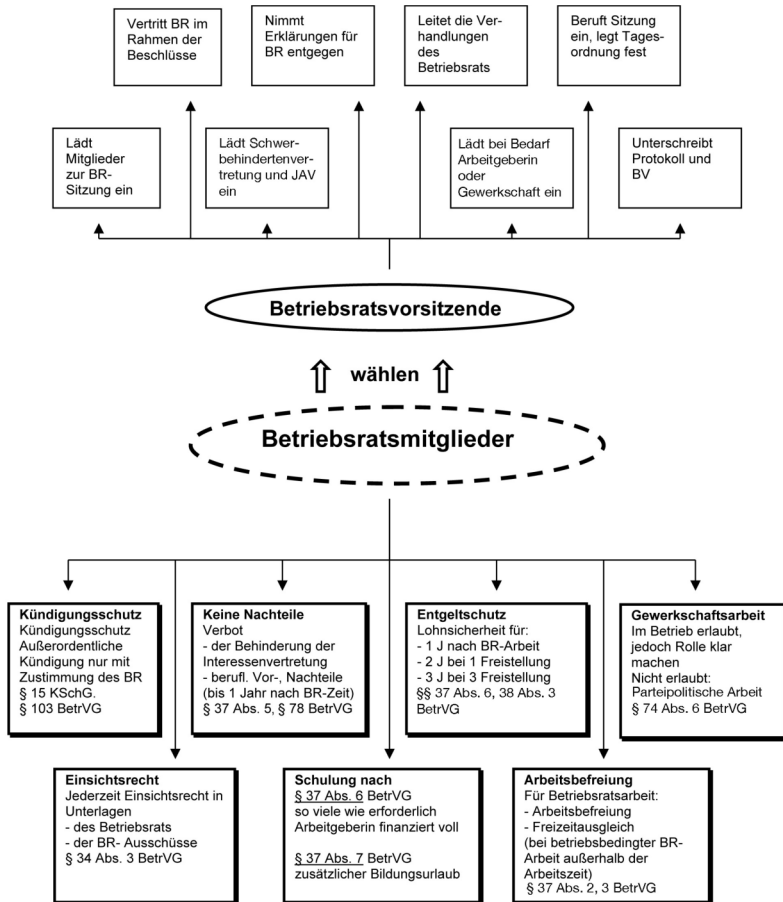 Vertritt BR im
Rahmen der
Beschlüsse
Nimmt
Erklärungen für
BR entgegen
Leitet die Ver-
handlungen
des
Betriebsrats
Beruft Sitzung
ein, legt Tages-
ordnung fest
Lädt
Mitglieder
zur BR-
Sitzung ein
Lädt Schwer-
behindertenver-
tretung und JAV
ein
Lädt bei Bedarf
Arbeitgeberin
oder
Gewerkschaft ein
Unterschreibt
Protokoll und
BV
Betriebsratsvorsitzende
wählen
Betriebsratsmitglieder
Kündigungsschutz
Kündigungsschutz
Außerordentliche
Kündigung nur mit
Zustimmung des BR
§ 15 KSchG.
§ 103 BetrVG
Keine Nachteile
Verbot
- der Behinderung der
Interessenvertretung
- berufl. Vor-, Nachteile
(bis 1 Jahr nach BR-Zeit)
§ 37 Abs. 5, § 78 BetrVG
Entgeltschutz
Lohnsicherheit für:
- 1 J nach BR-Arbeit
- 2 J bei 1 Freistellung
- 3 J bei 3 Freistellung
§§ 37 Abs. 6, 38 Abs. 3
BetrVG
Gewerkschaftsarbeit
Im Betrieb erlaubt,
jedoch Rolle klar
machen
Nicht erlaubt:
Parteipolitische Arbeit
§ 74 Abs. 6 BetrVG
Einsichtsrecht
Jederzeit Einsichtsrecht in
Unterlagen
- des Betriebsrats
- der BR- Ausschüsse
§ 34 Abs. 3 BetrVG
Schulung nach
§ 37 Abs. 6 BetrVG
so viele wie erforderlich
Arbeitgeberin finanziert voll
§ 37 Abs. 7 BetrVG
zusätzlicher Bildungsurlaub
Arbeitsbefreiung
Für Betriebsratsarbeit:
- Arbeitsbefreiung
- Freizeitausgleich
(bei betriebsbedingter BR-
Arbeit außerhalb der
Arbeitszeit)
§ 37 Abs. 2, 3 BetrVG